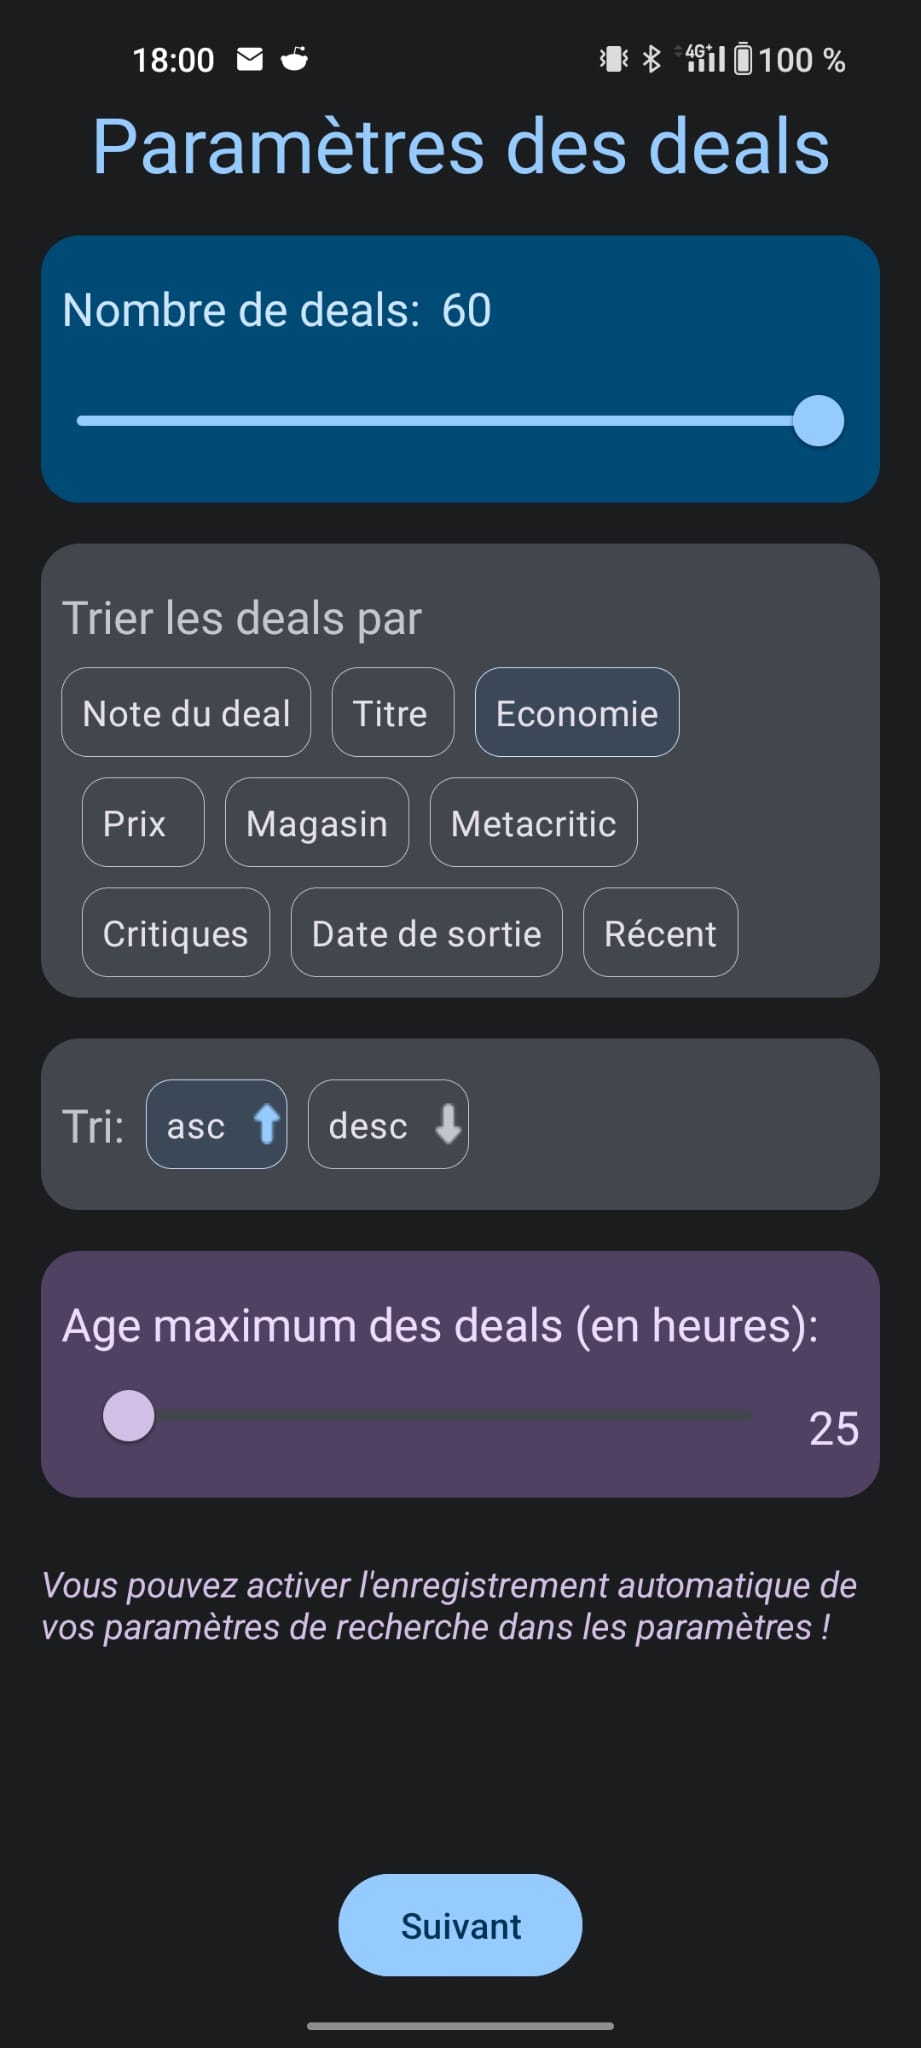 18:00 4G+ 100 %
Paramètres des deals
Nombre de deals: 60
Trier les deals par
Note du deal Titre Economie
Prix Magasin Metacritic
Critiques Date de sortie Récent
Tri: asc desc
Age maximum des deals (en heures):
25
Vous pouvez activer l'enregistrement automatique de
vos paramètres de recherche dans les paramètres !
Suivant